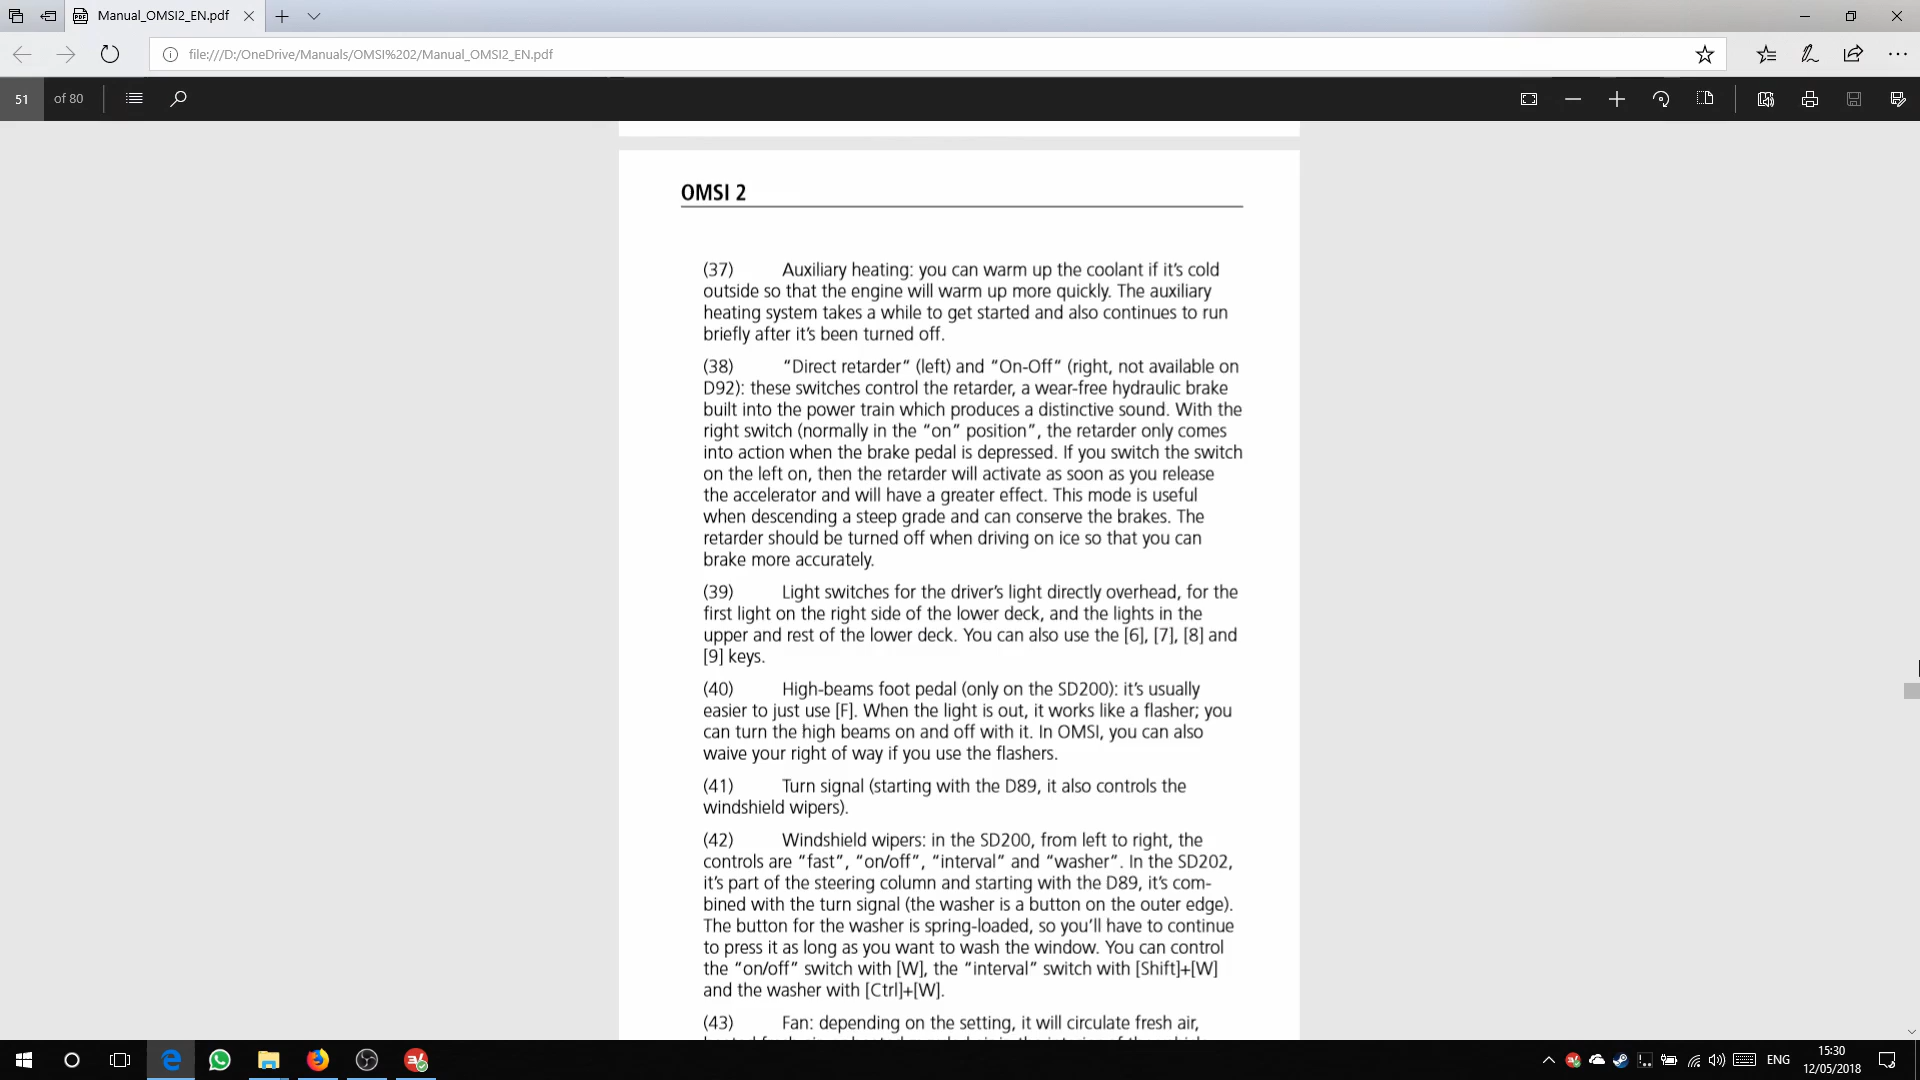 Manual_OMSI2_EN.pdf
file:///D:/OneDrive/Manuals/OMSI%202/Manual_OMSI2_EN.pdf
51 of 80
OMSI 2
(37) Auxiliary heating: you can warm up the coolant if it's cold
outside so that the engine will warm up more quickly. The auxiliary
heating system takes a while to get started and also continues to run
briefly after it's been turned off.
(38) "Direct retarder" (left) and "On-Off" (right, not available on
D92): these switches control the retarder, a wear-free hydraulic brake
built into the power train which produces a distinctive sound. With the
right switch (normally in the "on" position", the retarder only comes
into action when the brake pedal is depressed. If you switch the switch
on the left on, then the retarder will activate as soon as you release
the accelerator and will have a greater effect. This mode is useful
when descending a steep grade and can conserve the brakes. The
retarder should be turned off when driving on ice so that you can
brake more accurately.
(39) Light switches for the driver's light directly overhead, for the
first light on the right side of the lower deck, and the lights in the
upper and rest of the lower deck. You can also use the [6], [7], [8] and
[9] keys.
(40) High-beams foot pedal (only on the SD200): it's usually
easier to just use [F]. When the light is out, it works like a flasher; you
can turn the high beams on and off with it. In OMSI, you can also
waive your right of way if you use the flashers.
(41) Turn signal (starting with the D89, it also controls the
windshield wipers).
(42) Windshield wipers: in the SD200, from left to right, the
controls are "fast", "on/off", "interval" and "washer". In the SD202,
it's part of the steering column and starting with the D89, it's com-
bined with the turn signal (the washer is a button on the outer edge).
The button for the washer is spring-loaded, so you'll have to continue
to press it as long as you want to wash the window. You can control
the "on/off" switch with [W], the "interval" switch with [Shift]+[W]
and the washer with [Ctrl]+[W].
(43) Fan: depending on the setting, it will circulate fresh air,
ENG
15:30
12/05/2018